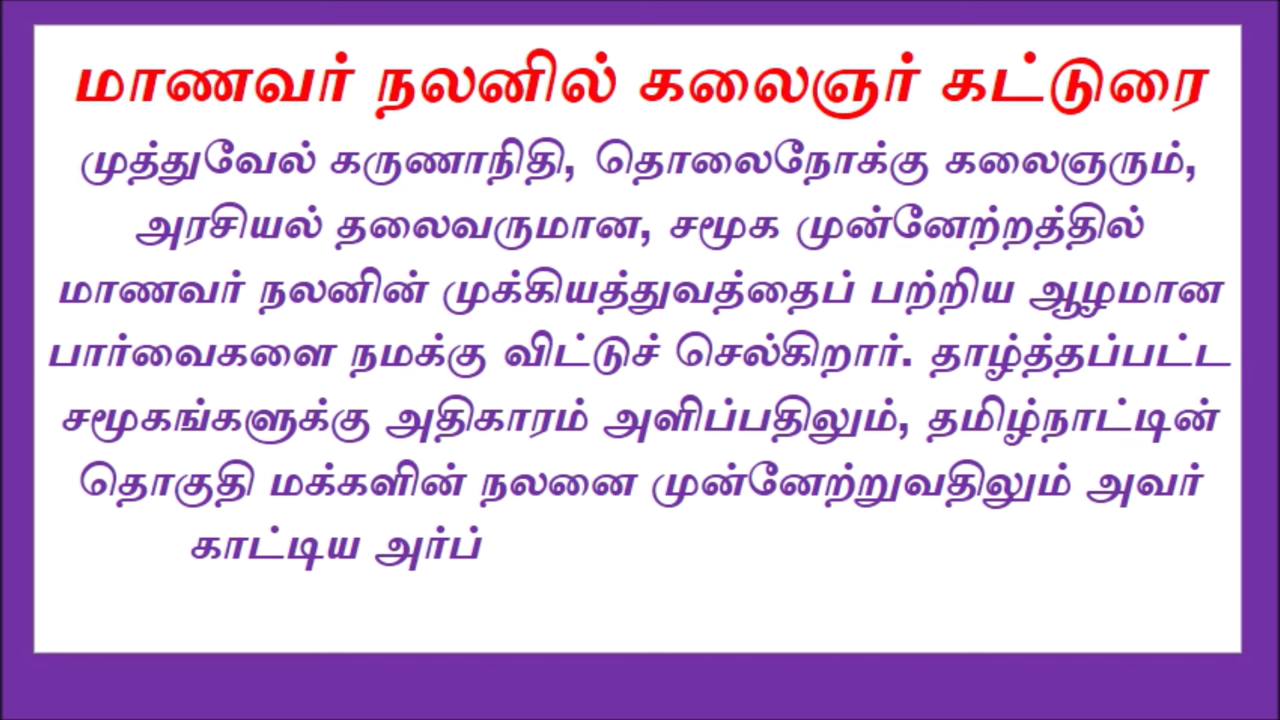 மாணவர் நலனில் கலைஞர் கட்டுரை
முத்துவேல் கருணாநிதி, தொலைநோக்கு கலைஞரும்,
அரசியல் தலைவருமான, சமூக முன்னேற்றத்தில்
மாணவர் நலனின் முக்கியத்துவத்தைப் பற்றிய ஆழமான
பார்வைகளை நமக்கு விட்டுச் செல்கிறார். தாழ்த்தப்பட்ட
சமூகங்களுக்கு அதிகாரம் அளிப்பதிலும், தமிழ்நாட்டின்
தொகுதி மக்களின் நலனை முன்னேற்றுவதிலும் அவர்
காட்டிய அர்ப்